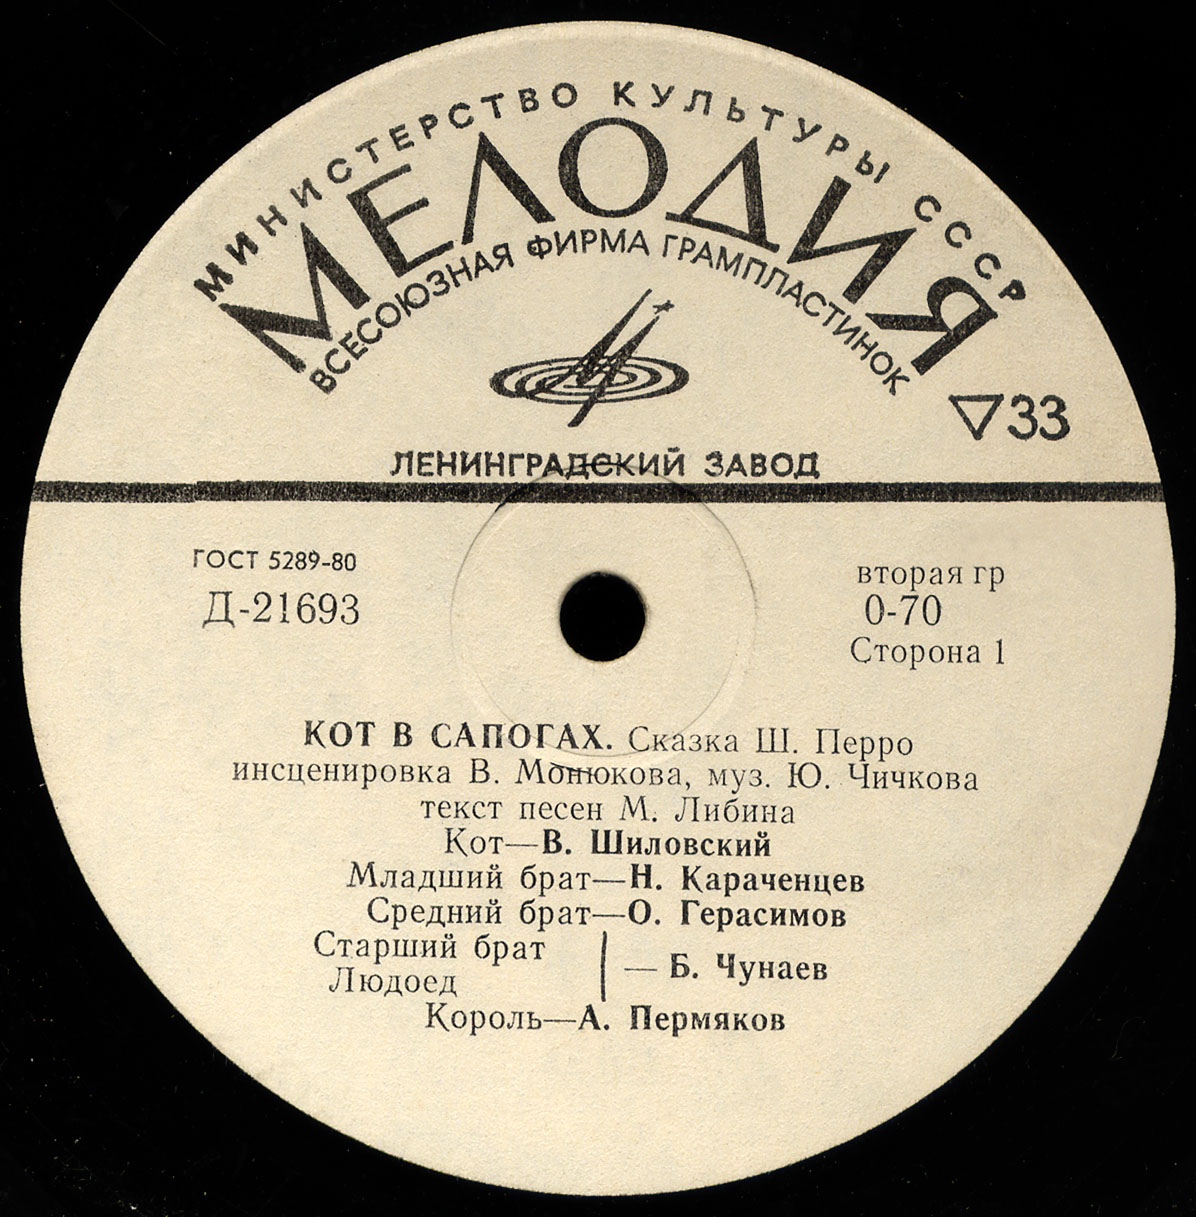 МИНИСТЕРСТВО КУЛЬТУРЫ СССР
МЕЛОДИЯ
ВСЕСОЮЗНАЯ ФИРМА ГРАМПЛАСТИНОК
▽33
ЛЕНИНГРАДСКИЙ ЗАВОД
ГОСТ 5289-80
Д-21693
вторая гр
0-70
Сторона 1
КОТ В САПОГАХ. Сказка Ш. Перро
инсценировка В. Монюкова, муз. Ю. Чичкова
текст песен М. Либина
Кот—В. Шиловский
Младший брат—Н. Караченцев
Средний брат—О. Герасимов
Старший брат
Людоед
— Б. Чунаев
Король—А. Пермяков